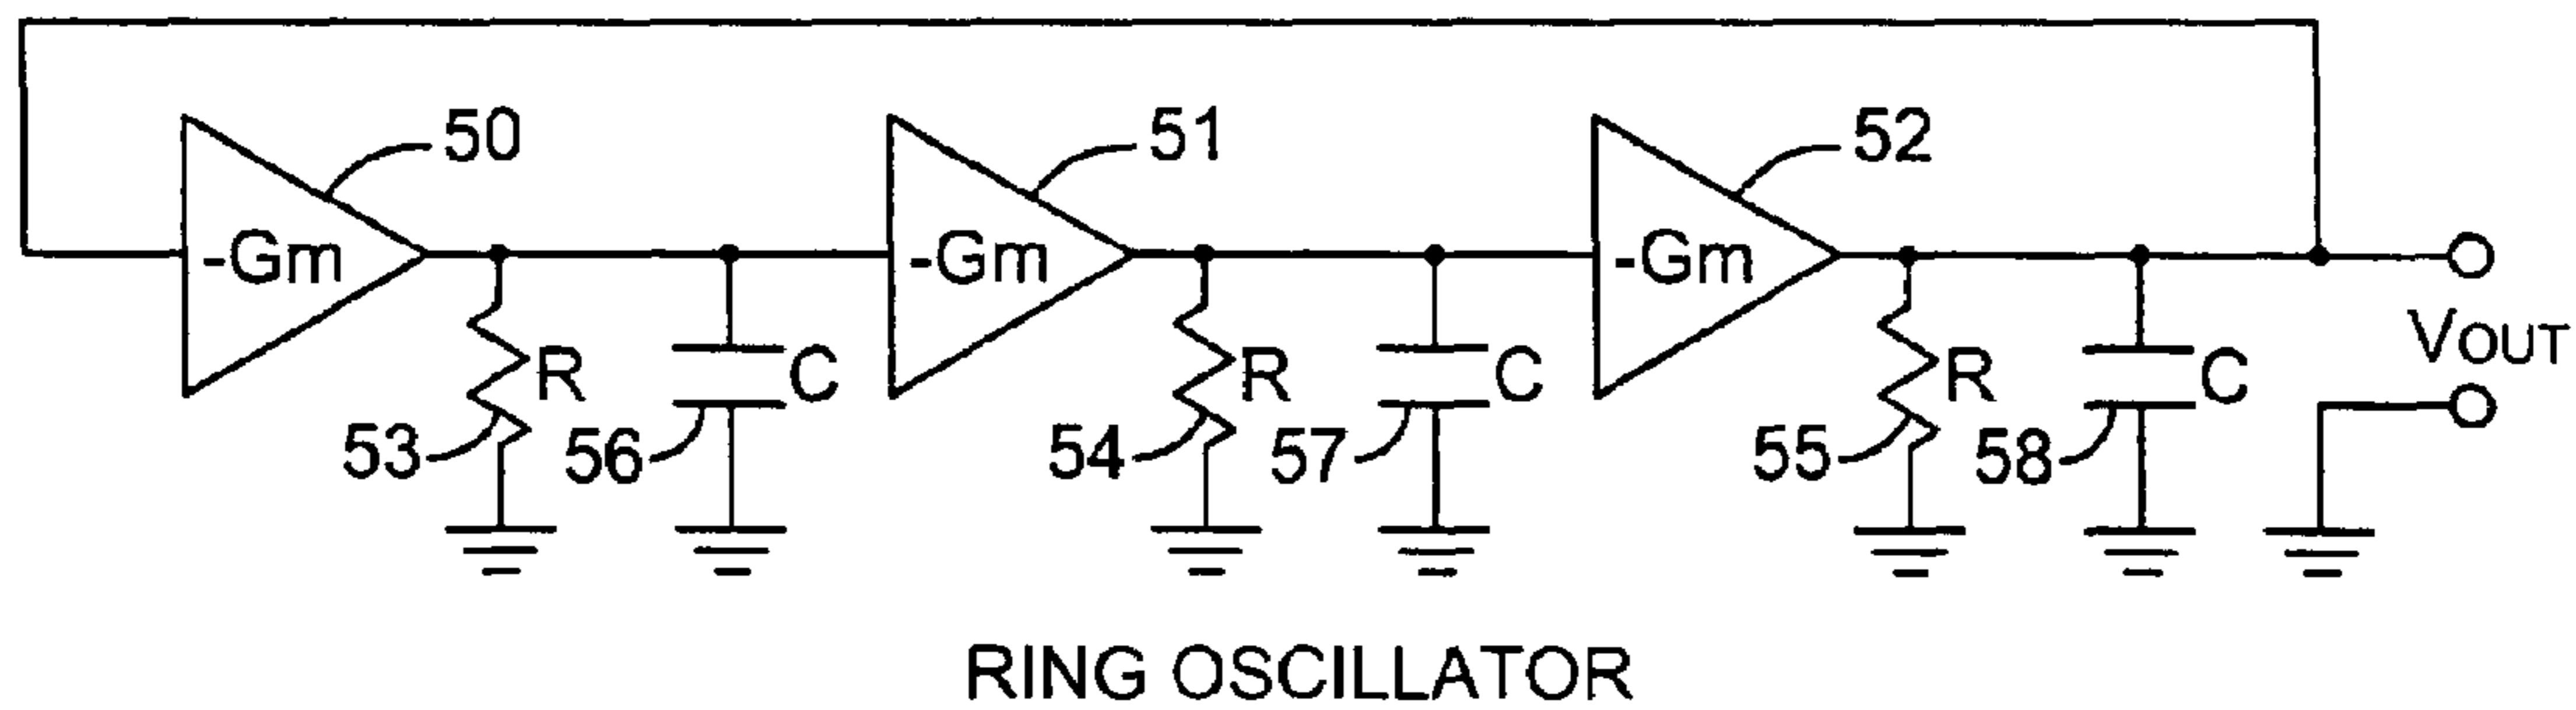 50 51 52
-Gm -Gm -Gm
R C R C R C VOUT
53 56 54 57 55 58
RING OSCILLATOR